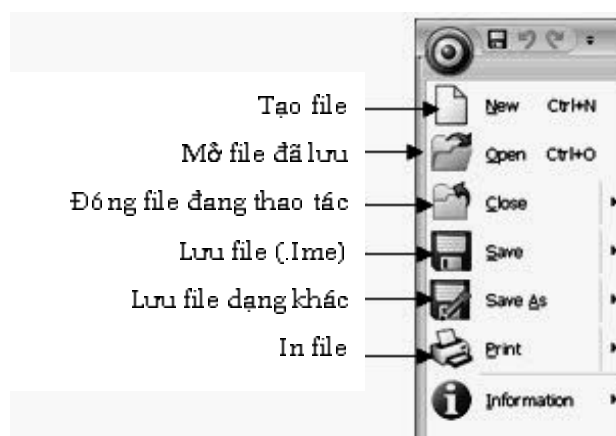 Tạo file New Ctrl+N
Mở file đã lưu Open Ctrl+O
Đóng file đang thao tác Close
Lưu file (.Ime) Save
Lưu file dạng khác Save As
In file Print
Information